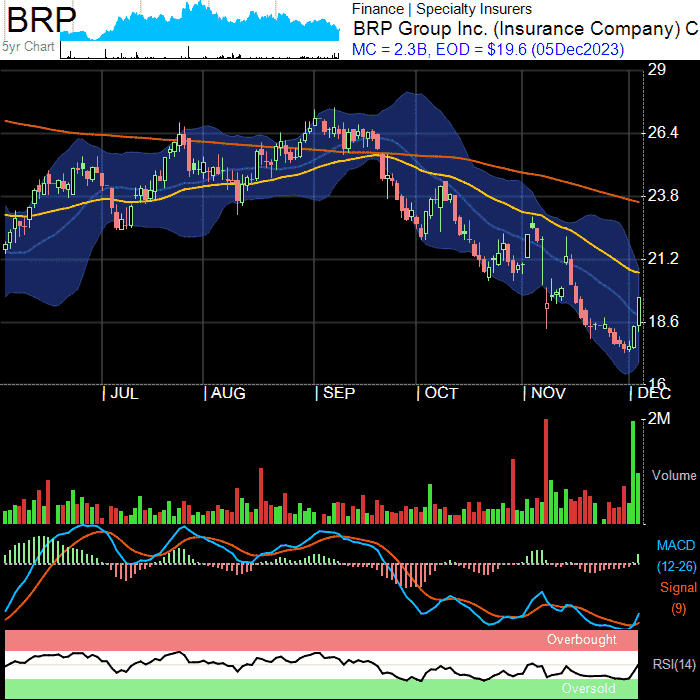 BRP
5yr Chart
Finance | Specialty Insurers
BRP Group Inc. (Insurance Company) C
MC = 2.3B, EOD = $19.6 (05Dec2023)
29
26.4
23.8
21.2
18.6
16
JUL
AUG
SEP
OCT
NOV
DEC
2M
Volume
MACD
(12-26)
Signal
(9)
Overbought
RSI(14)
Oversold